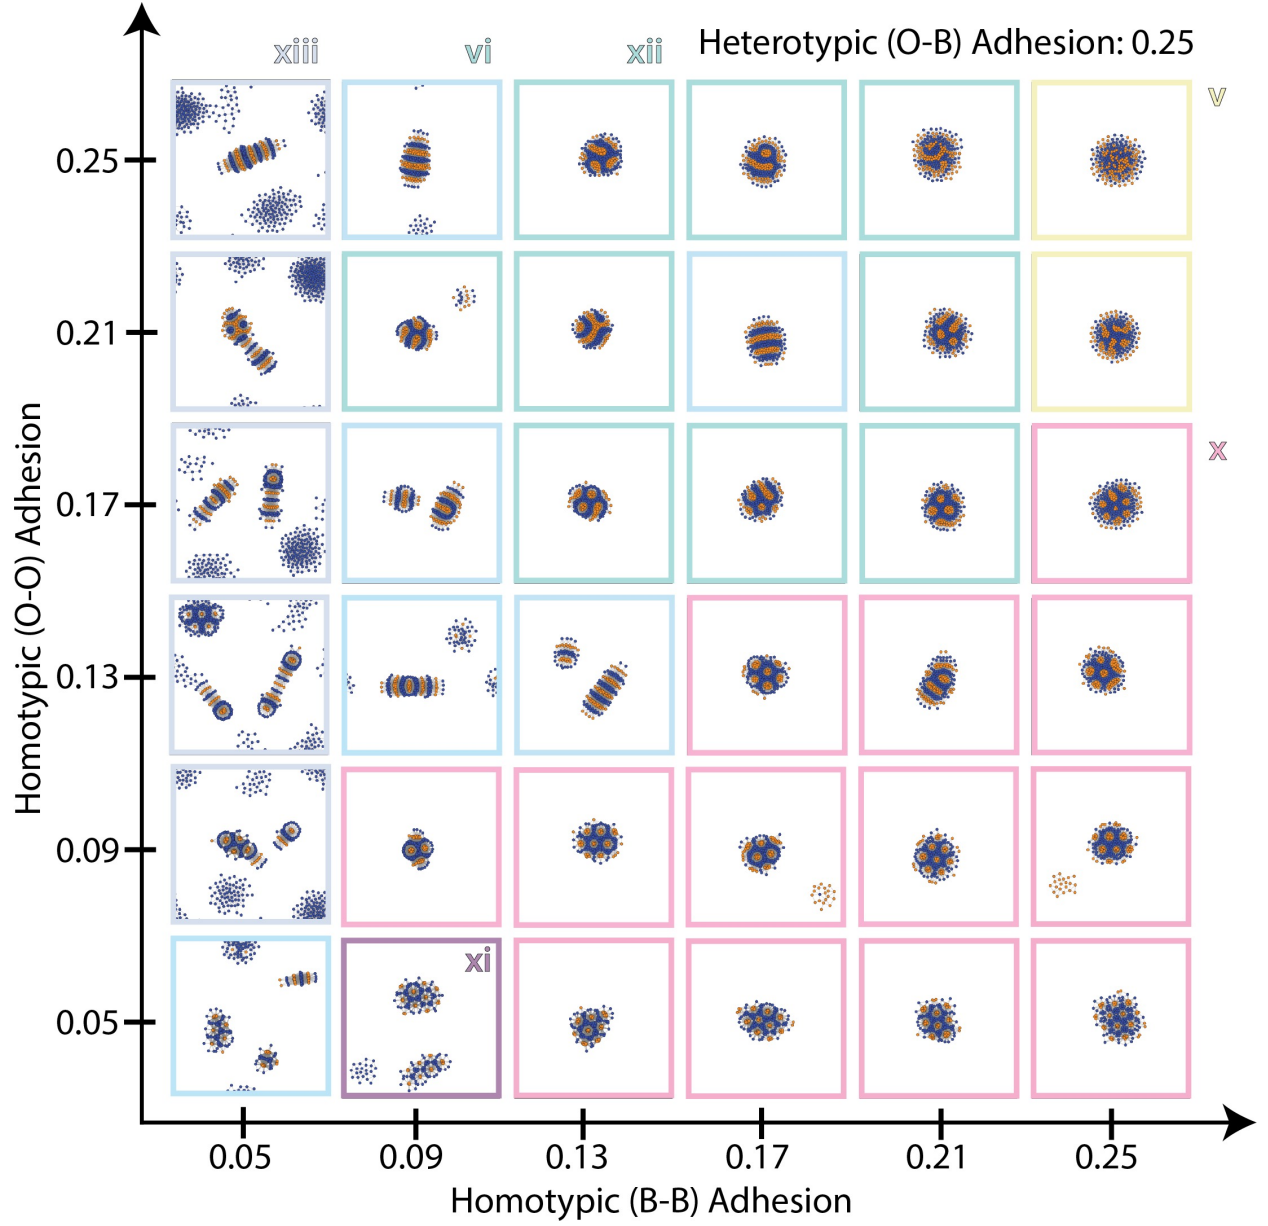 Heterotypic (O-B) Adhesion: 0.25
xiii
vi
xii
v
0.25
0.21
x
0.17
0.13
0.09
xi
0.05
Homotypic (O-O) Adhesion
0.05
0.09
0.13
0.17
0.21
0.25
Homotypic (B-B) Adhesion